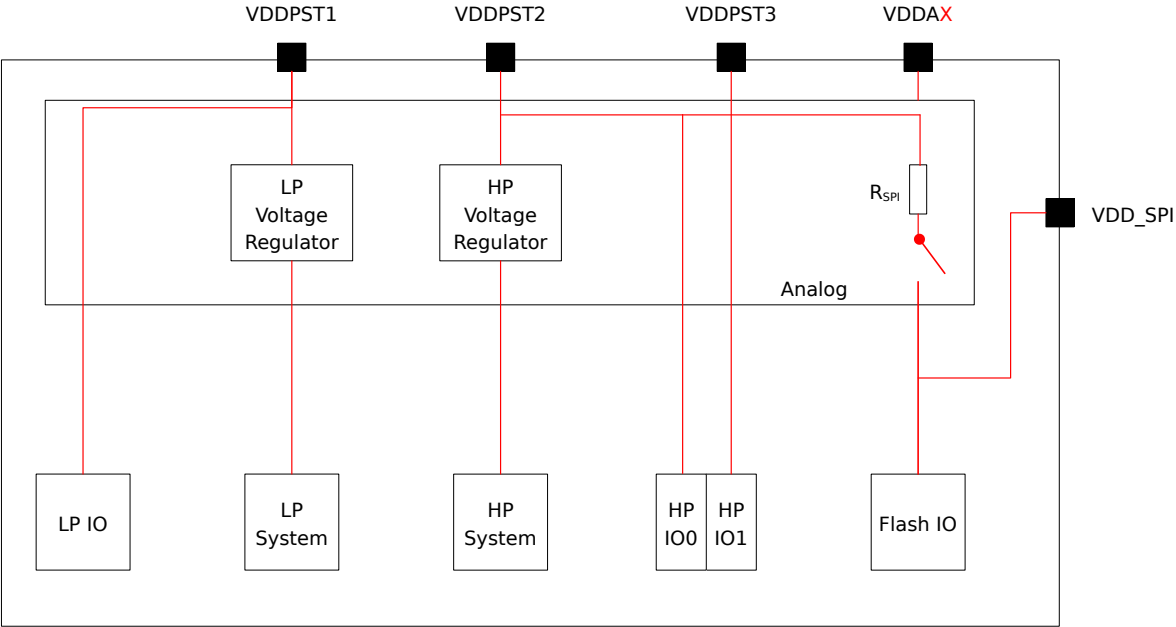 VDDPST1
VDDPST2
VDDPST3
VDDAX
LP
Voltage
Regulator
HP
Voltage
Regulator
RSPI
VDD_SPI
Analog
LP IO
LP
System
HP
System
HP
IO0
HP
IO1
Flash IO